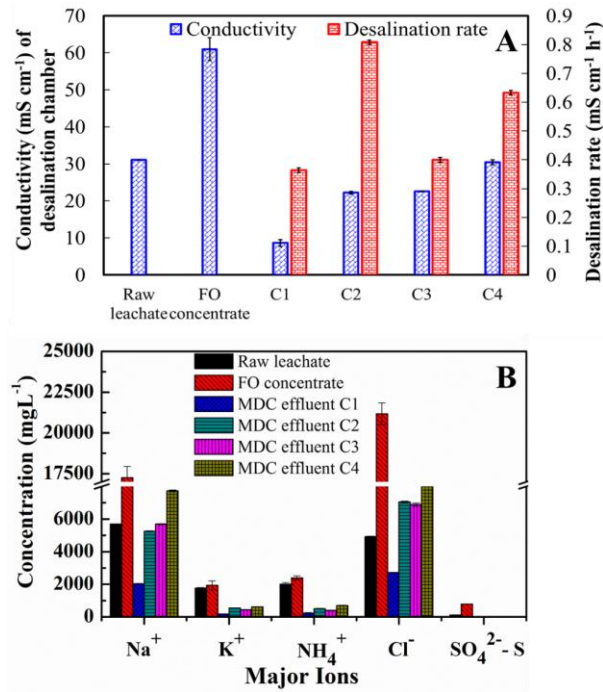 70
60
50
40
30
20
10
0
Conductivity (mS cm⁻¹) of
desalination chamber
Conductivity
Desalination rate
A
0.9
0.8
0.7
0.6
0.5
0.4
0.3
0.2
0.1
0
Desalination rate (mS cm⁻¹ h⁻¹)
Raw
leachate
FO
concentrate
C1
C2
C3
C4
25000
22500
20000
17500
6000
4000
2000
0
Concentration (mgL⁻¹)
Raw leachate
FO concentrate
MDC effluent C1
MDC effluent C2
MDC effluent C3
MDC effluent C4
B
Na⁺
K⁺
NH₄⁺
Cl⁻
SO₄²⁻- S
Major Ions